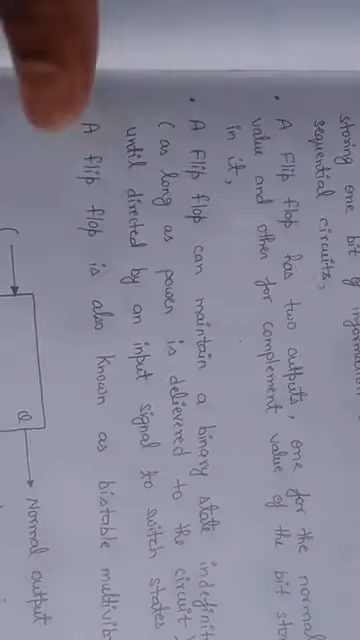 storing one bit of information
sequential circuits,
• A Flip flop has two outputs, one for the normal
value and other for complement value of the bit sto
in it,
• A Flip flop can maintain a binary state indefinit
(as long as power is delievered to the circuit
until directed by an input signal to switch states
A flip flop is also known as bistable multivib
Q
Normal output